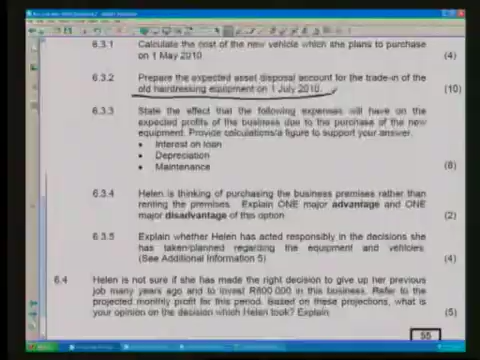 6.3.1 Calculate the cost of the new vehicle which she plans to purchase
on 1 May 2010 (4)
6.3.2 Prepare the expected asset disposal account for the trade-in of the
old hairdressing equipment on 1 July 2010. (10)
6.3.3 State the effect that the following expenses will have on the
expected profits of the business due to the purchase of the new
equipment. Provide calculations/a figure to support your answer.
• Interest on loan
• Depreciation
• Maintenance (8)
6.3.4 Helen is thinking of purchasing the business premises rather than
renting the premises. Explain ONE major advantage and ONE
major disadvantage of this option. (2)
6.3.5 Explain whether Helen has acted responsibly in the decisions she
has taken/planned regarding the equipment and vehicles.
(See Additional Information 5) (4)
6.4 Helen is not sure if she has made the right decision to give up her previous
job many years ago and to invest R800 000 in this business. Refer to the
projected monthly profit for this period. Based on these projections, what is
your opinion on the decision which Helen took? Explain (5)
55